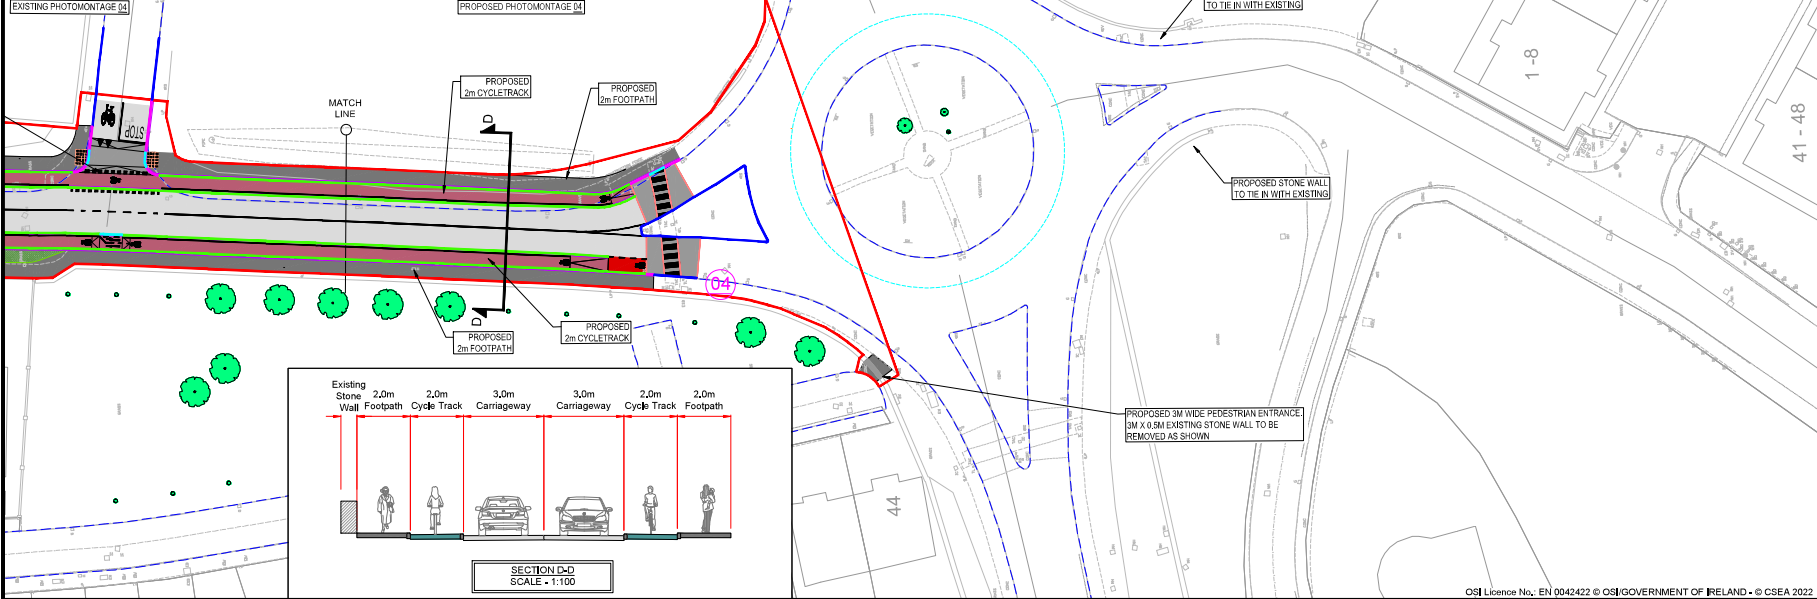 EXISTING PHOTOMONTAGE 04
PROPOSED PHOTOMONTAGE 04
TO TIE IN WITH EXISTING
PROPOSED
2m CYCLETRACK
PROPOSED
2m FOOTPATH
MATCH
LINE
D
STOP
1-8
41 - 48
PROPOSED STONE WALL
TO TIE IN WITH EXISTING
04
D
PROPOSED
2m FOOTPATH
PROPOSED
2m CYCLETRACK
PROPOSED 3M WIDE PEDESTRIAN ENTRANCE.
3M X 0.5M EXISTING STONE WALL TO BE
REMOVED AS SHOWN
44
Existing
Stone
Wall
2.0m
Footpath
2.0m
Cycle Track
3.0m
Carriageway
3.0m
Carriageway
2.0m
Cycle Track
2.0m
Footpath
SECTION D-D
SCALE - 1:100
OSI Licence No.: EN 0042422 © OSI/GOVERNMENT OF IRELAND - © CSEA 2022